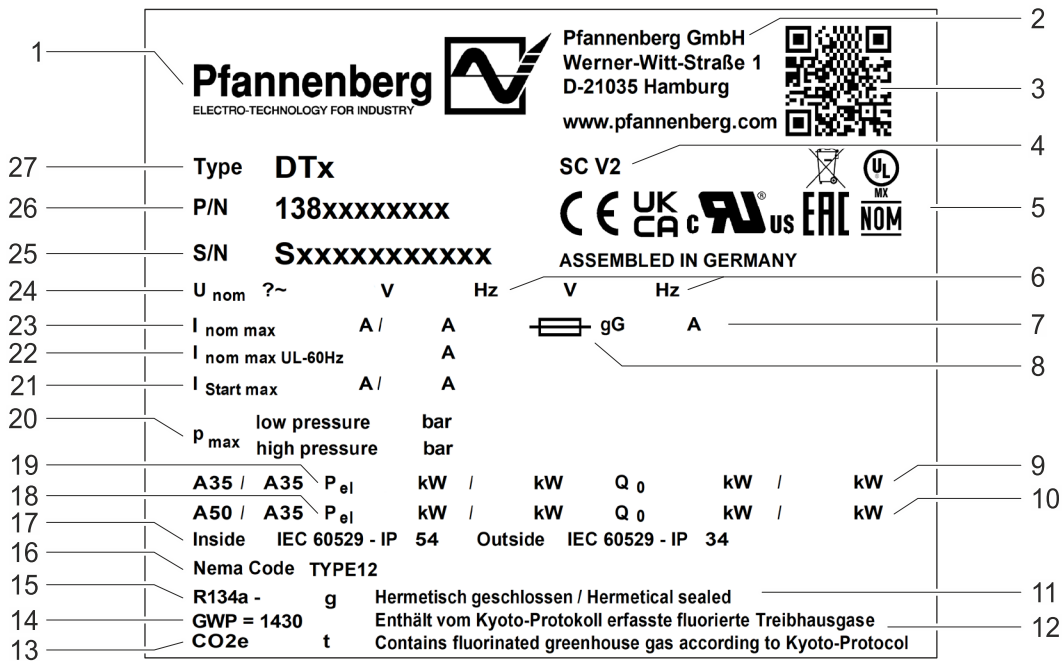 1
2
3
4
5
6
7
8
9
10
11
12
13
14
15
16
17
18
19
20
21
22
23
24
25
26
27
Pfannenberg
ELECTRO-TECHNOLOGY FOR INDUSTRY
Pfannenberg GmbH
Werner-Witt-Straße 1
D-21035 Hamburg
www.pfannenberg.com
Type DTx
P/N 138xxxxxxxx
S/N Sxxxxxxxxxxx
SC V2
CE UK CA c RU ® US EAC UL MX NOM
ASSEMBLED IN GERMANY
U nom ?~ V Hz V Hz
I nom max A / A gG A
I nom max UL-60Hz A
I Start max A / A
p max low pressure bar
high pressure bar
A35 / A35 P el kW / kW Q 0 kW / kW
A50 / A35 P el kW / kW Q 0 kW / kW
Inside IEC 60529 - IP 54 Outside IEC 60529 - IP 34
Nema Code TYPE12
R134a - g Hermetisch geschlossen / Hermetical sealed
GWP = 1430 Enthält vom Kyoto-Protokoll erfasste fluorierte Treibhausgase
CO2e t Contains fluorinated greenhouse gas according to Kyoto-Protocol